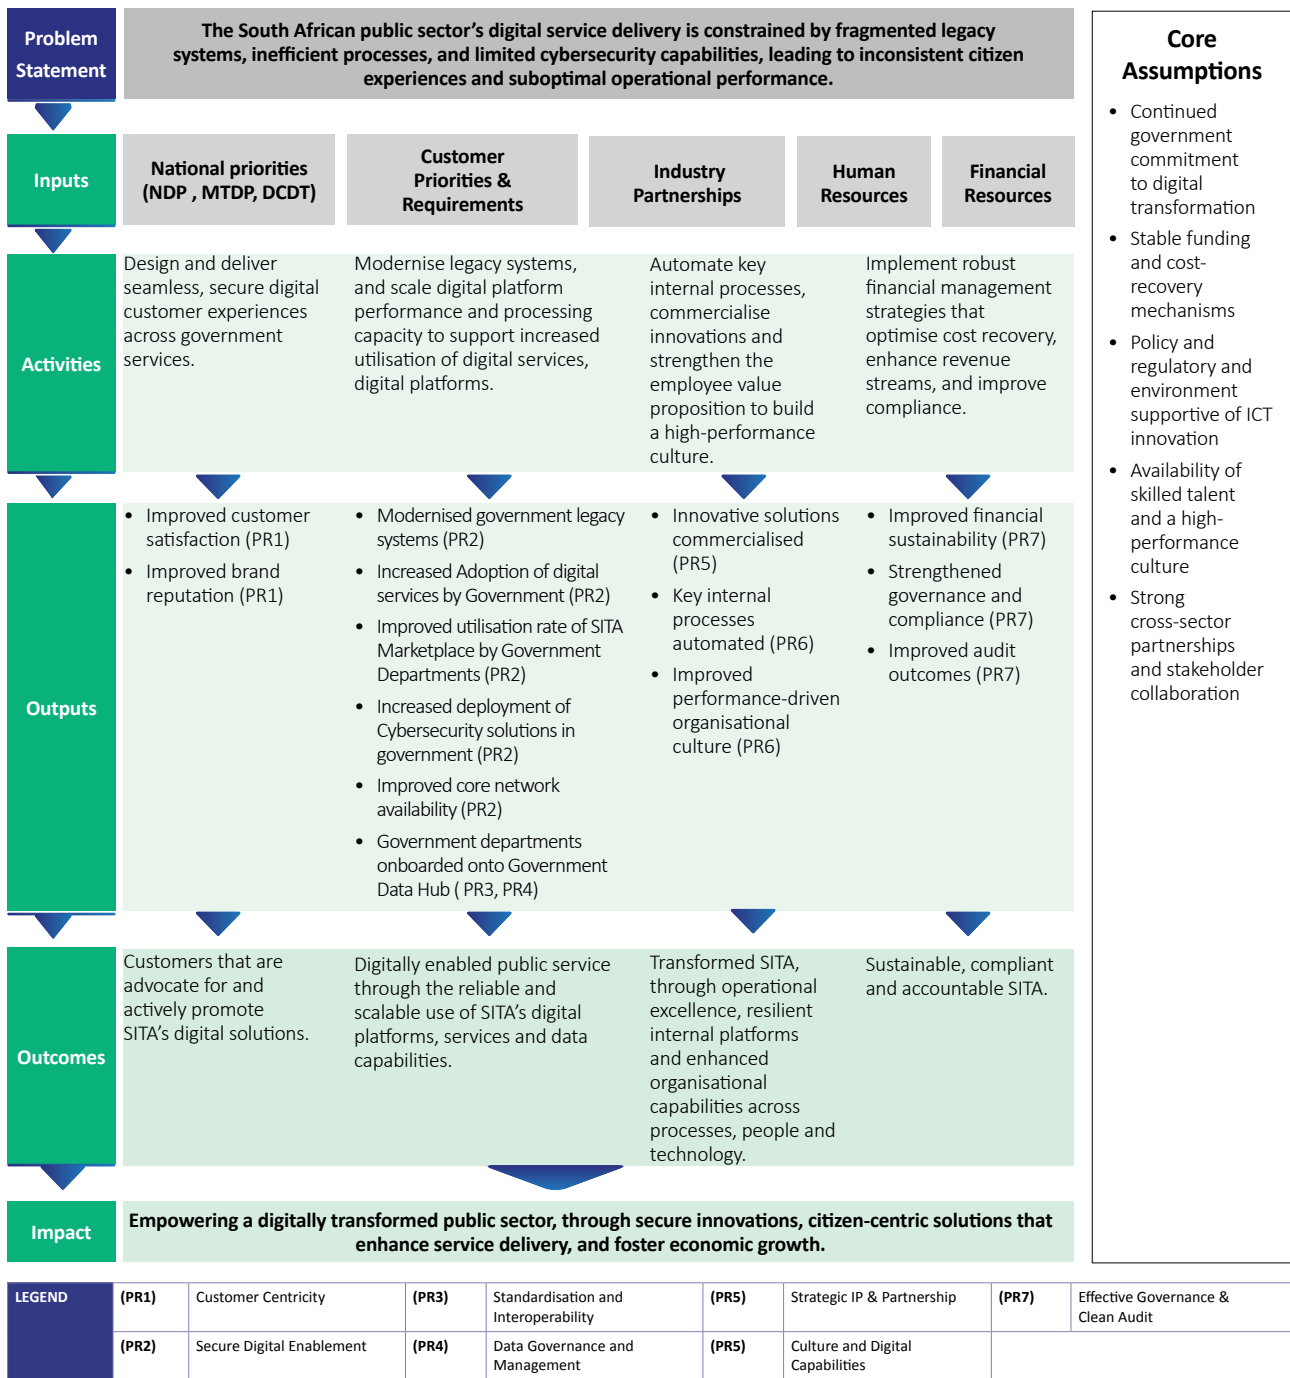 Problem
Statement
The South African public sector’s digital service delivery is constrained by fragmented legacy
systems, inefficient processes, and limited cybersecurity capabilities, leading to inconsistent citizen
experiences and suboptimal operational performance.
Inputs
National priorities
(NDP , MTDP, DCDT)
Customer
Priorities &
Requirements
Industry
Partnerships
Human
Resources
Financial
Resources
Activities
Design and deliver
seamless, secure digital
customer experiences
across government
services.
Modernise legacy systems,
and scale digital platform
performance and processing
capacity to support increased
utilisation of digital services,
digital platforms.
Automate key
internal processes,
commercialise
innovations and
strengthen the
employee value
proposition to build
a high-performance
culture.
Implement robust
financial management
strategies that
optimise cost recovery,
enhance revenue
streams, and improve
compliance.
Outputs
• Improved customer
satisfaction (PR1)
• Improved brand
reputation (PR1)
• Modernised government legacy
systems (PR2)
• Increased Adoption of digital
services by Government (PR2)
• Improved utilisation rate of SITA
Marketplace by Government
Departments (PR2)
• Increased deployment of
Cybersecurity solutions in
government (PR2)
• Improved core network
availability (PR2)
• Government departments
onboarded onto Government
Data Hub ( PR3, PR4)
• Innovative solutions
commercialised
(PR5)
• Key internal
processes
automated (PR6)
• Improved
performance-driven
organisational
culture (PR6)
• Improved financial
sustainability (PR7)
• Strengthened
governance and
compliance (PR7)
• Improved audit
outcomes (PR7)
Outcomes
Customers that are
advocate for and
actively promote
SITA’s digital solutions.
Digitally enabled public service
through the reliable and
scalable use of SITA’s digital
platforms, services and data
capabilities.
Transformed SITA,
through operational
excellence, resilient
internal platforms
and enhanced
organisational
capabilities across
processes, people and
technology.
Sustainable, compliant
and accountable SITA.
Impact
Empowering a digitally transformed public sector, through secure innovations, citizen-centric solutions that
enhance service delivery, and foster economic growth.
Core
Assumptions
• Continued
government
commitment
to digital
transformation
• Stable funding
and cost-
recovery
mechanisms
• Policy and
regulatory and
environment
supportive of ICT
innovation
• Availability of
skilled talent
and a high-
performance
culture
• Strong
cross-sector
partnerships
and stakeholder
collaboration
LEGEND
(PR1)
Customer Centricity
(PR3)
Standardisation and
Interoperability
(PR5)
Strategic IP & Partnership
(PR7)
Effective Governance &
Clean Audit
(PR2)
Secure Digital Enablement
(PR4)
Data Governance and
Management
(PR5)
Culture and Digital
Capabilities